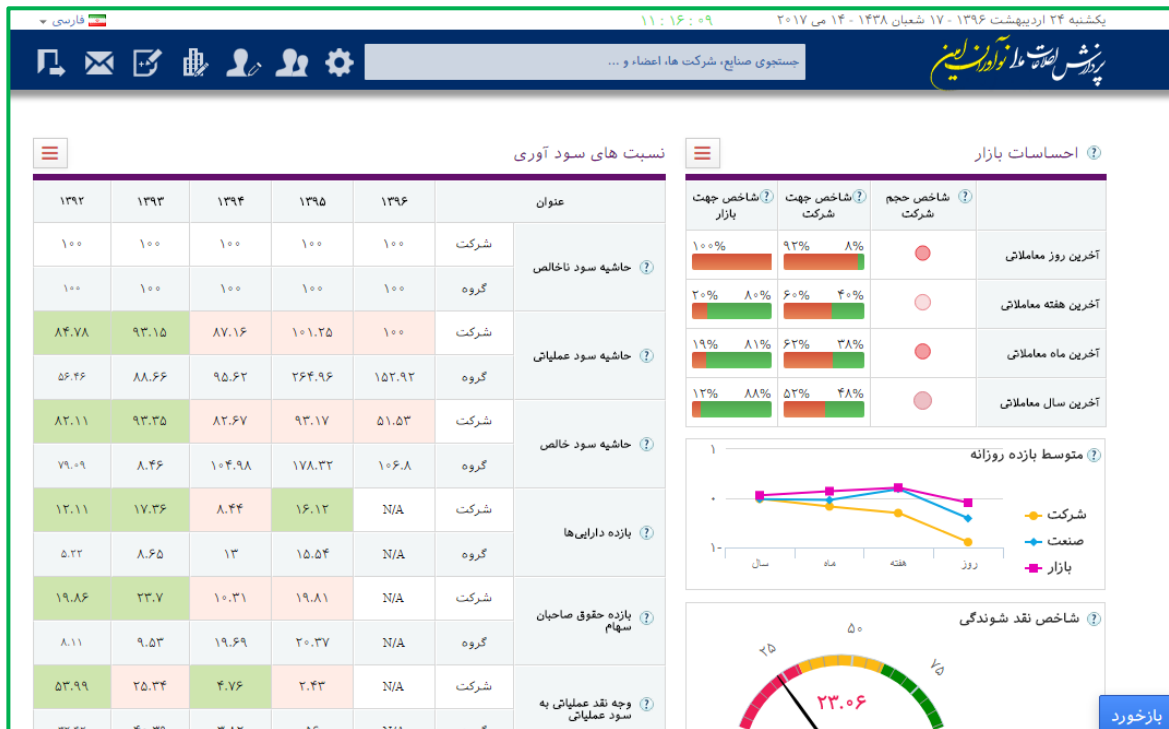 یکشنبه ۲۴ اردیبهشت ۱۳۹۶ - ۱۷ شعبان ۱۴۳۸ - ۱۴ می ۲۰۱۷
۱۱ : ۱۶ : ۰۹
فارسی
پردازش اطلاعات مالی نوآوران امین
جستجوی صنایع، شرکت ها، اعضاء و ...
احساسات بازار
شاخص حجم شرکت شاخص جهت شرکت شاخص جهت بازار
آخرین روز معاملاتی ۸% ۹۲% ۱۰۰%
آخرین هفته معاملاتی ۴۰% ۶۰% ۸۰% ۲۰%
آخرین ماه معاملاتی ۳۸% ۶۲% ۸۱% ۱۹%
آخرین سال معاملاتی ۴۸% ۵۲% ۸۸% ۱۲%
متوسط بازده روزانه
۱
۰
۱-
شرکت
صنعت
بازار
روز هفته ماه سال
شاخص نقد شوندگی
۲۵ ۵۰ ۷۵
۲۳.۰۶
نسبت های سود آوری
عنوان ۱۳۹۶ ۱۳۹۵ ۱۳۹۴ ۱۳۹۳ ۱۳۹۲
حاشیه سود ناخالص
شرکت ۱۰۰ ۱۰۰ ۱۰۰ ۱۰۰ ۱۰۰
گروه ۱۰۰ ۱۰۰ ۱۰۰ ۱۰۰ ۱۰۰
حاشیه سود عملیاتی
شرکت ۱۰۰ ۱۰۱.۲۵ ۸۷.۱۶ ۹۳.۱۵ ۸۴.۷۸
گروه ۱۵۲.۹۲ ۲۶۴.۹۶ ۹۵.۶۲ ۸۸.۶۶ ۵۶.۴۶
حاشیه سود خالص
شرکت ۵۱.۵۳ ۹۳.۱۷ ۸۲.۶۷ ۹۳.۳۵ ۸۲.۱۱
گروه ۱۰۶.۸ ۱۷۸.۳۲ ۱۰۴.۹۸ ۸.۴۶ ۷۹.۰۹
بازده دارایی‌ها
شرکت N/A ۱۶.۱۲ ۸.۴۴ ۱۷.۳۶ ۱۲.۱۱
گروه N/A ۱۵.۵۴ ۱۳ ۸.۶۵ ۵.۲۲
بازده حقوق صاحبان سهام
شرکت N/A ۱۹.۸۱ ۱۰.۳۱ ۲۳.۷ ۱۹.۸۶
گروه N/A ۲۰.۳۷ ۱۹.۶۹ ۹.۵۳ ۸.۱۱
وجه نقد عملیاتی به سود عملیاتی
شرکت N/A ۲.۴۳ ۴.۷۶ ۲۵.۳۴ ۵۳.۹۹
بازخورد